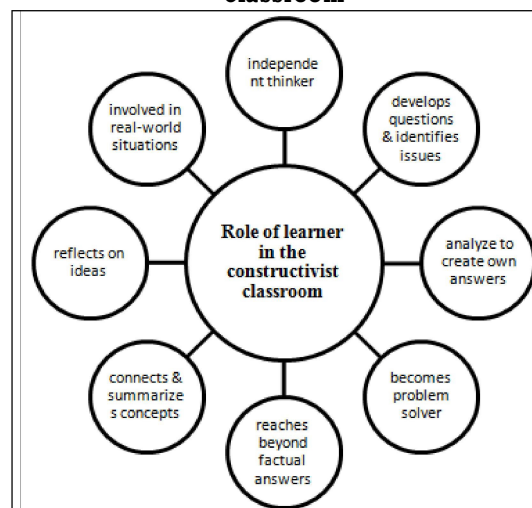 classroom
independe
nt thinker
develops
questions
& identifies
issues
analyze to
create own
answers
becomes
problem
solver
reaches
beyond
factual
answers
connects &
summarize
s concepts
reflects on
ideas
involved in
real-world
situations
Role of learner
in the
constructivist
classroom